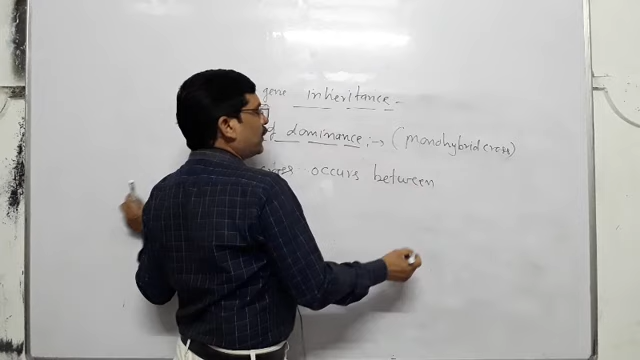 gene inheritance -
dominance :-> (Monohybrid cross)
occurs between